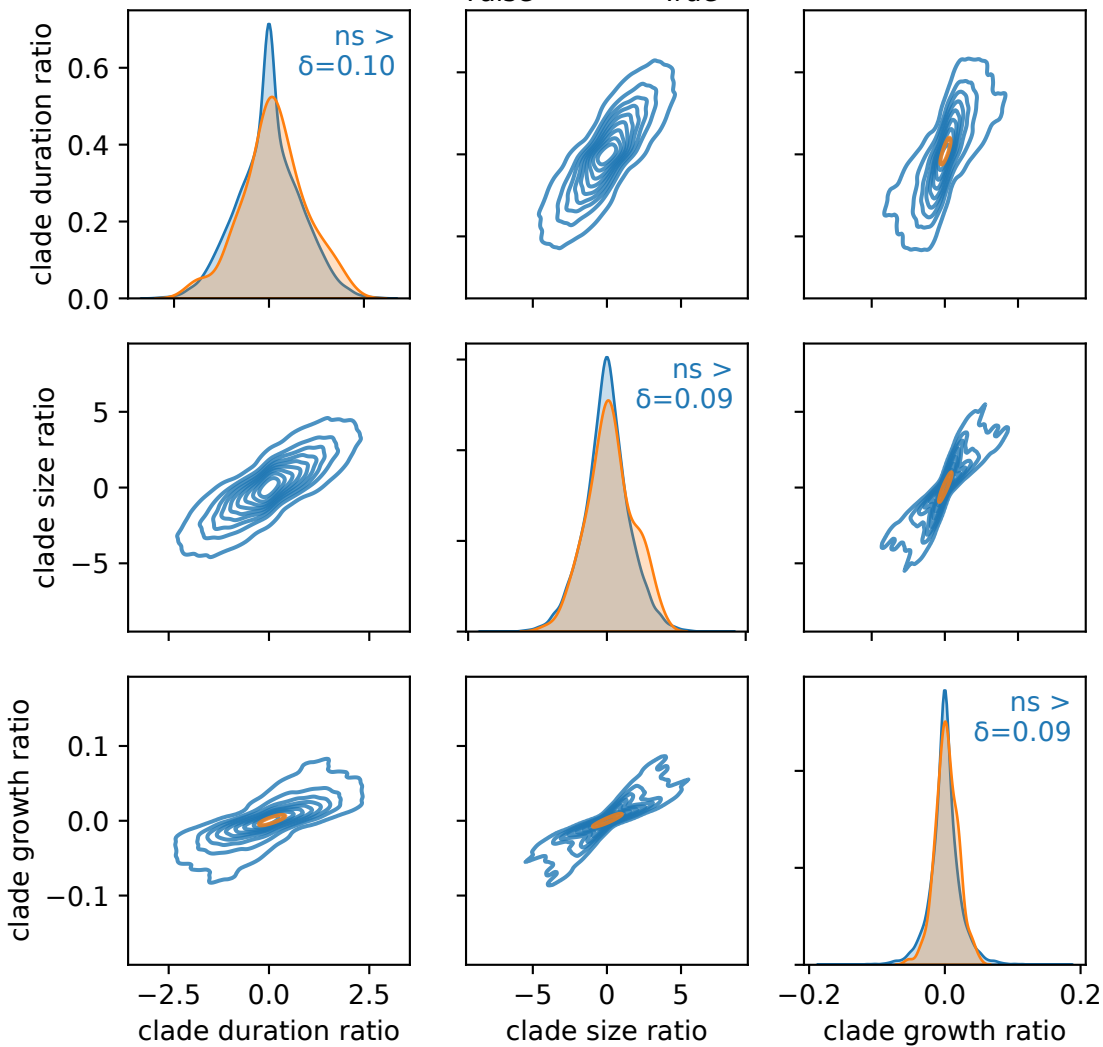 clade duration ratio
0.6
0.4
0.2
0.0
ns >
δ=0.10
clade size ratio
5
0
−5
ns >
δ=0.09
clade growth ratio
0.1
0.0
−0.1
ns >
δ=0.09
−2.5 0.0 2.5
−5 0 5
−0.2 0.0 0.2
clade duration ratio
clade size ratio
clade growth ratio